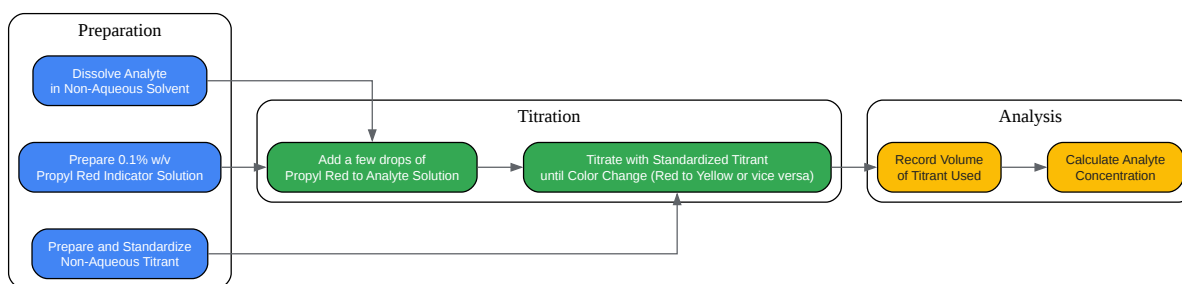 Preparation
Dissolve Analyte
in Non-Aqueous Solvent
Prepare 0.1% w/v
Propyl Red Indicator Solution
Prepare and Standardize
Non-Aqueous Titrant
Titration
Add a few drops of
Propyl Red to Analyte Solution
Titrate with Standardized Titrant
until Color Change (Red to Yellow or vice versa)
Analysis
Record Volume
of Titrant Used
Calculate Analyte
Concentration